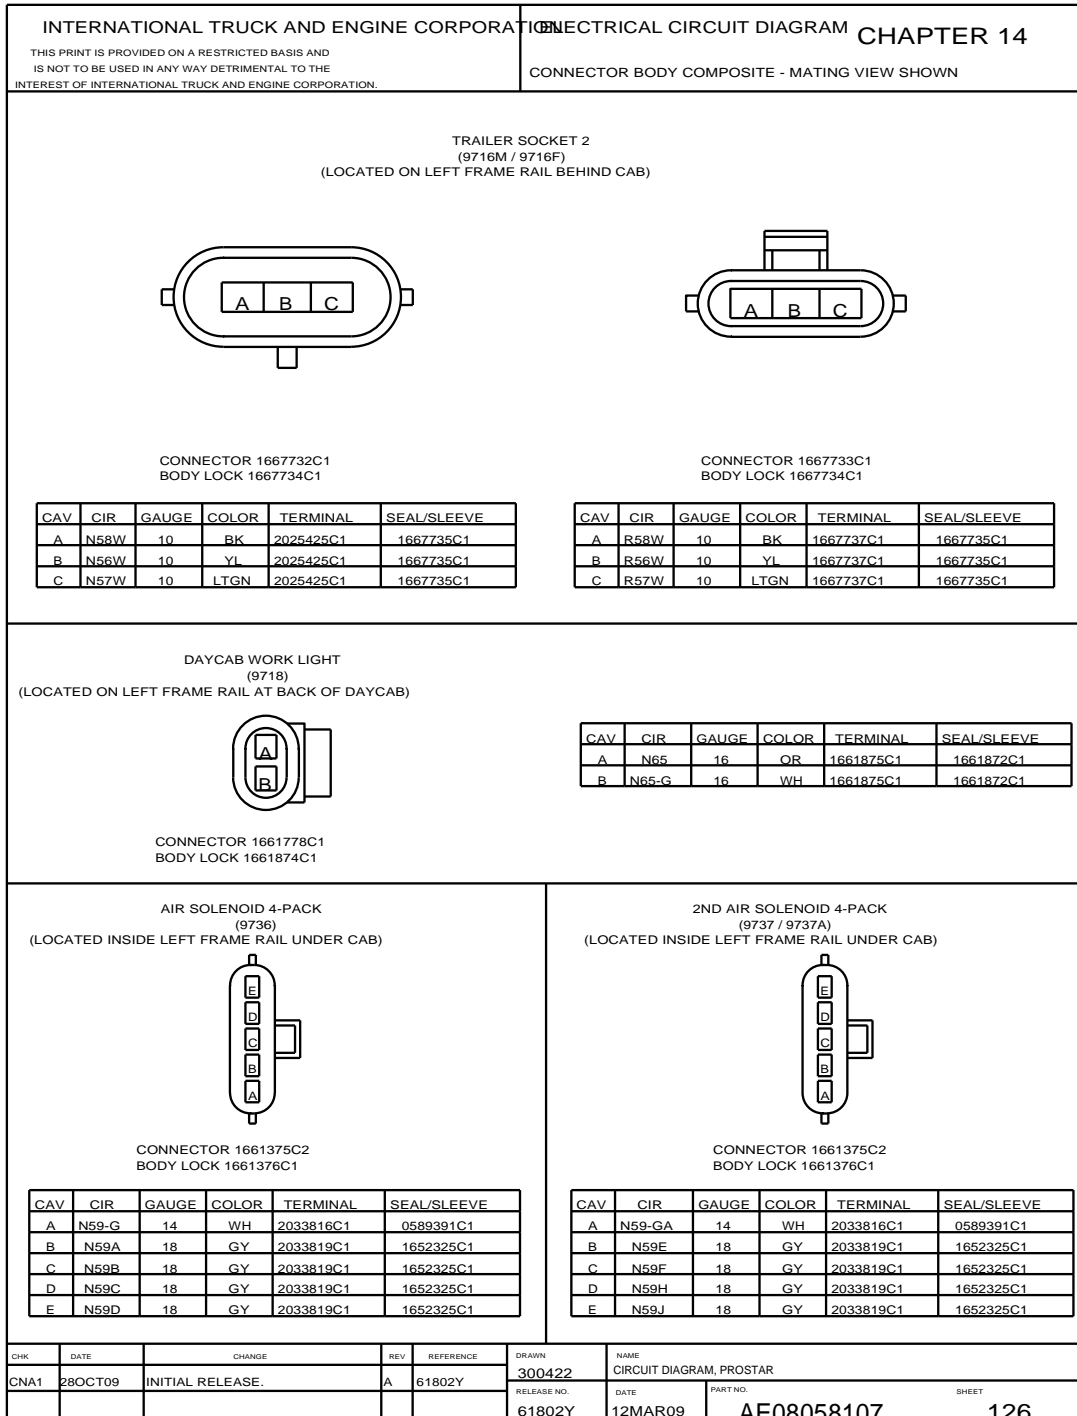 INTERNATIONAL TRUCK AND ENGINE CORPORATION
THIS PRINT IS PROVIDED ON A RESTRICTED BASIS AND
IS NOT TO BE USED IN ANY WAY DETRIMENTAL TO THE
INTEREST OF INTERNATIONAL TRUCK AND ENGINE CORPORATION.
ELECTRICAL CIRCUIT DIAGRAM CHAPTER 14
CONNECTOR BODY COMPOSITE - MATING VIEW SHOWN
TRAILER SOCKET 2
(9716M / 9716F)
(LOCATED ON LEFT FRAME RAIL BEHIND CAB)
A B C
CONNECTOR 1667732C1
BODY LOCK 1667734C1
CAV CIR GAUGE COLOR TERMINAL SEAL/SLEEVE
A N58W 10 BK 2025425C1 1667735C1
B N56W 10 YL 2025425C1 1667735C1
C N57W 10 LTGN 2025425C1 1667735C1
A B C
CONNECTOR 1667733C1
BODY LOCK 1667734C1
CAV CIR GAUGE COLOR TERMINAL SEAL/SLEEVE
A R58W 10 BK 1667737C1 1667735C1
B R56W 10 YL 1667737C1 1667735C1
C R57W 10 LTGN 1667737C1 1667735C1
DAYCAB WORK LIGHT
(9718)
(LOCATED ON LEFT FRAME RAIL AT BACK OF DAYCAB)
A
B
CONNECTOR 1661778C1
BODY LOCK 1661874C1
CAV CIR GAUGE COLOR TERMINAL SEAL/SLEEVE
A N65 16 OR 1661875C1 1661872C1
B N65-G 16 WH 1661875C1 1661872C1
AIR SOLENOID 4-PACK
(9736)
(LOCATED INSIDE LEFT FRAME RAIL UNDER CAB)
E
D
C
B
A
CONNECTOR 1661375C2
BODY LOCK 1661376C1
CAV CIR GAUGE COLOR TERMINAL SEAL/SLEEVE
A N59-G 14 WH 2033816C1 0589391C1
B N59A 18 GY 2033819C1 1652325C1
C N59B 18 GY 2033819C1 1652325C1
D N59C 18 GY 2033819C1 1652325C1
E N59D 18 GY 2033819C1 1652325C1
2ND AIR SOLENOID 4-PACK
(9737 / 9737A)
(LOCATED INSIDE LEFT FRAME RAIL UNDER CAB)
E
D
C
B
A
CONNECTOR 1661375C2
BODY LOCK 1661376C1
CAV CIR GAUGE COLOR TERMINAL SEAL/SLEEVE
A N59-GA 14 WH 2033816C1 0589391C1
B N59E 18 GY 2033819C1 1652325C1
C N59F 18 GY 2033819C1 1652325C1
D N59H 18 GY 2033819C1 1652325C1
E N59J 18 GY 2033819C1 1652325C1
CHK DATE CHANGE REV REFERENCE
CNA1 28OCT09 INITIAL RELEASE. A 61802Y
DRAWN
300422
NAME
CIRCUIT DIAGRAM, PROSTAR
RELEASE NO.
61802Y
DATE
12MAR09
PART NO.
AE08058107
SHEET
126